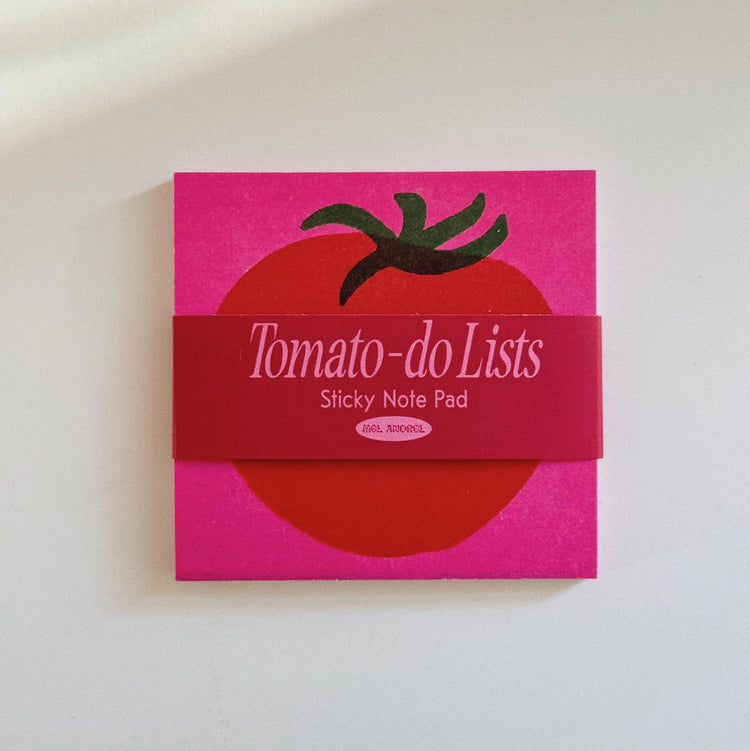 Tomato-do Lists
Sticky Note Pad
MEL ANDREL